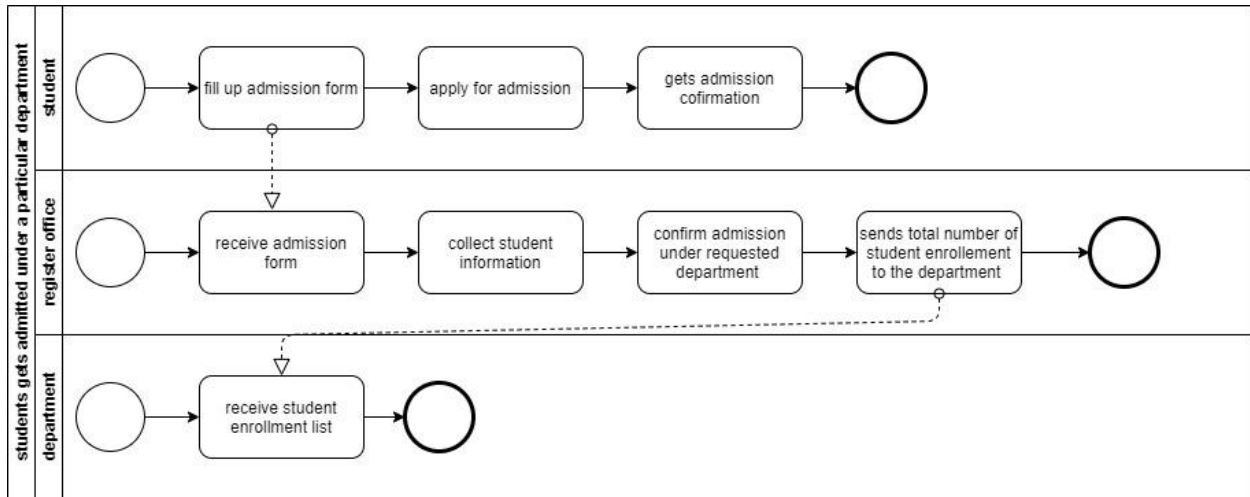 students gets admitted under a particular department
student
fill up admission form
apply for admission
gets admission
cofirmation
register office
receive admission
form
collect student
information
confirm admission
under requested
department
sends total number of
student enrollement
to the department
department
receive student
enrollment list